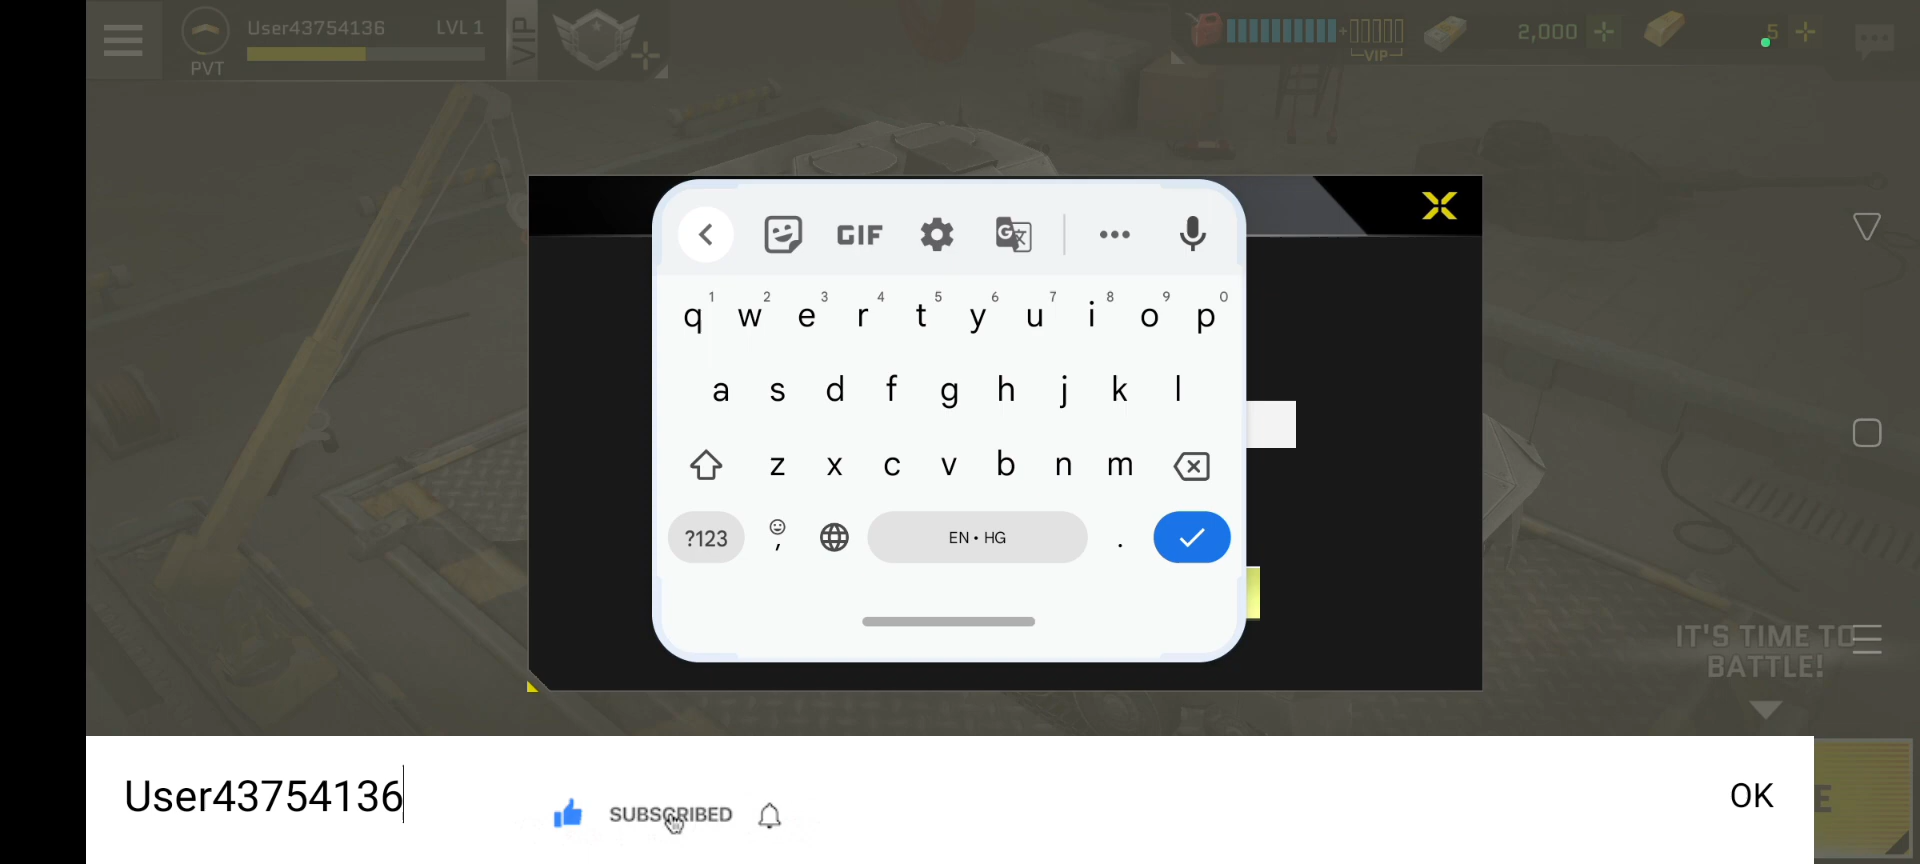 User43754136 LVL 1
PVT
VIP
2,000
5
VIP
GIF
G
1 2 3 4 5 6 7 8 9 0
q w e r t y u i o p
a s d f g h j k l
z x c v b n m
?123 , EN • HG .
IT'S TIME TO
BATTLE!
User43754136
SUBSCRIBED
OK
E